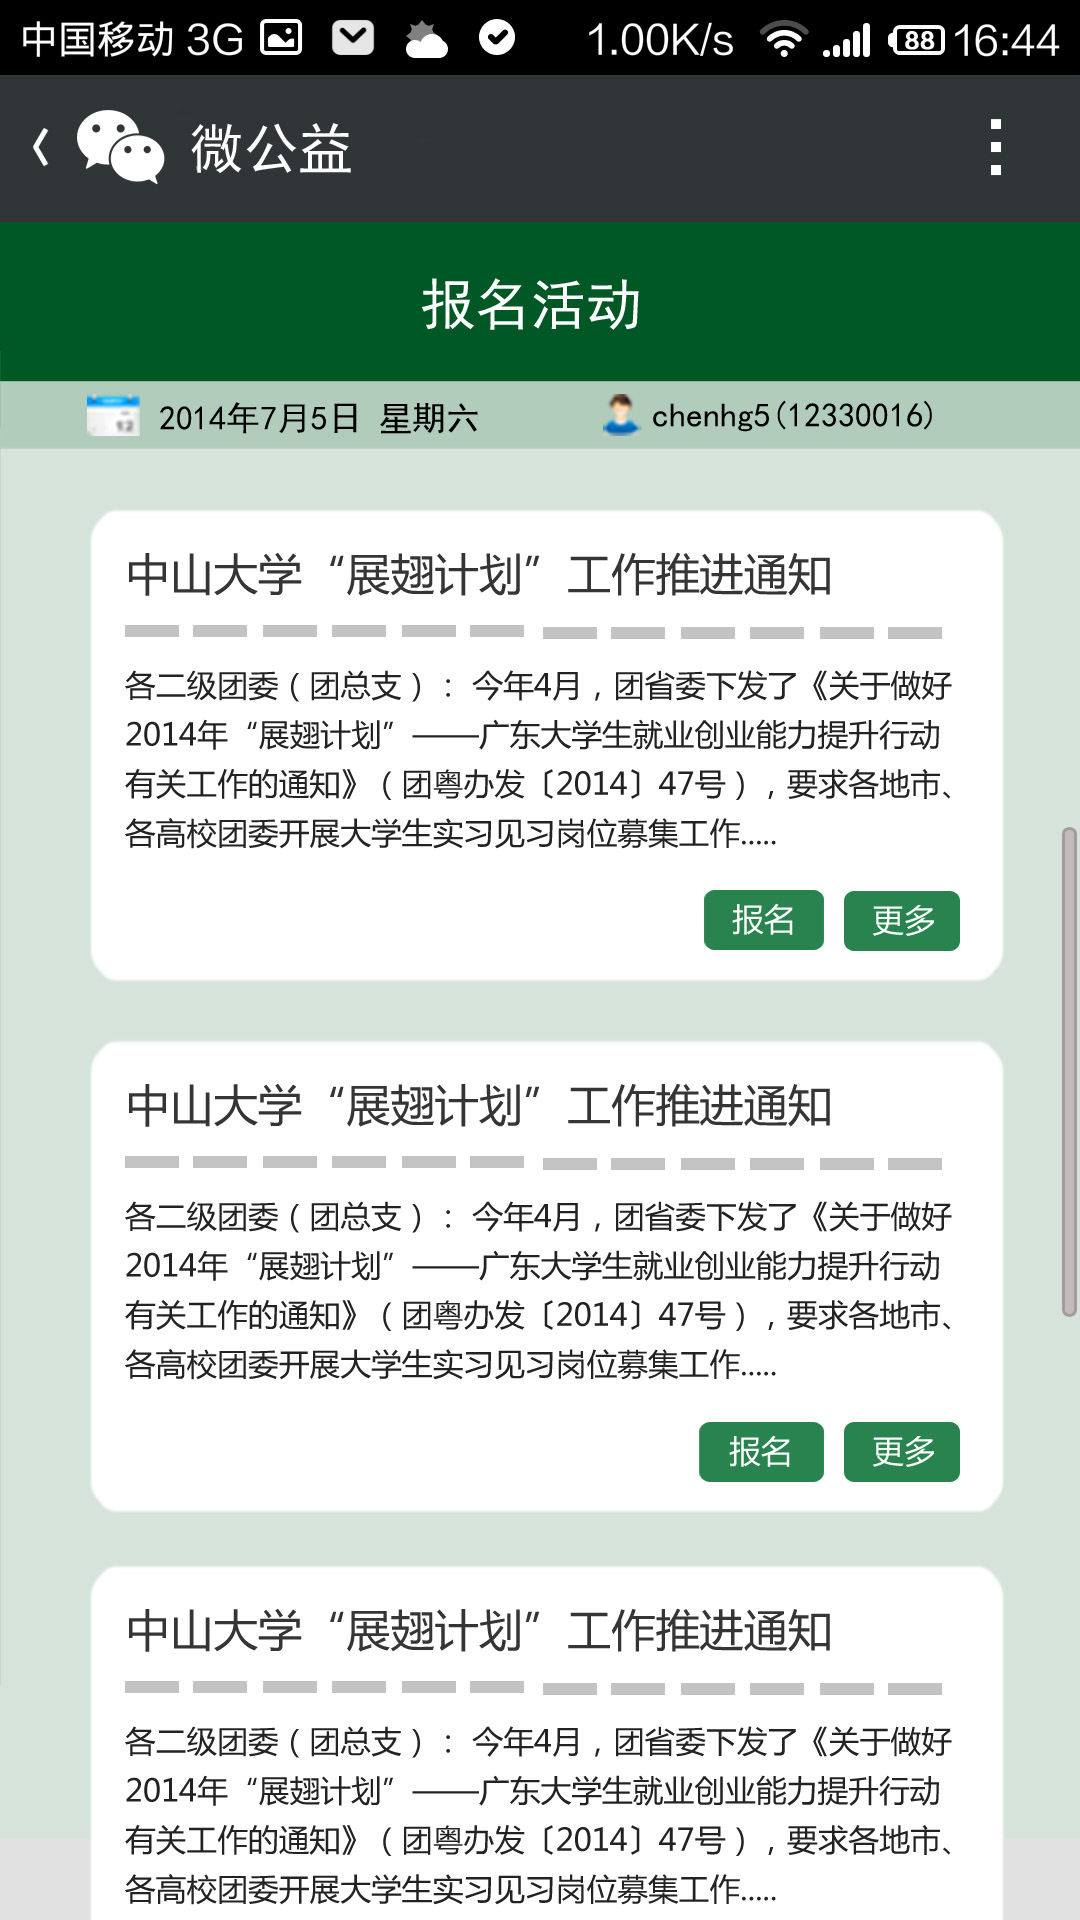 中国移动 3G 1.00K/s 88 16:44
微公益
报名活动
12 2014年7月5日 星期六 chenhg5(12330016)
中山大学“展翅计划”工作推进通知
各二级团委（团总支）：今年4月，团省委下发了《关于做好
2014年“展翅计划”——广东大学生就业创业能力提升行动
有关工作的通知》（团粤办发〔2014〕47号），要求各地市、
各高校团委开展大学生实习见习岗位募集工作.....
报名 更多
中山大学“展翅计划”工作推进通知
各二级团委（团总支）：今年4月，团省委下发了《关于做好
2014年“展翅计划”——广东大学生就业创业能力提升行动
有关工作的通知》（团粤办发〔2014〕47号），要求各地市、
各高校团委开展大学生实习见习岗位募集工作.....
报名 更多
中山大学“展翅计划”工作推进通知
各二级团委（团总支）：今年4月，团省委下发了《关于做好
2014年“展翅计划”——广东大学生就业创业能力提升行动
有关工作的通知》（团粤办发〔2014〕47号），要求各地市、
各高校团委开展大学生实习见习岗位募集工作.....